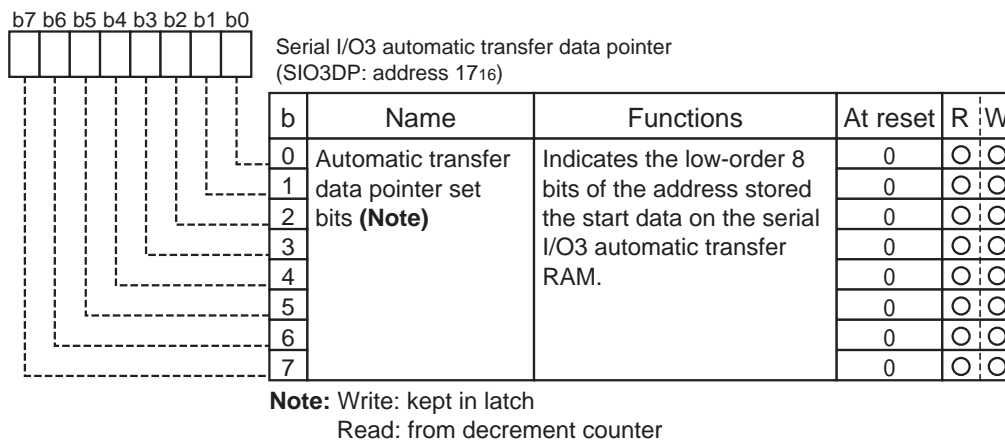 b7 b6 b5 b4 b3 b2 b1 b0
Serial I/O3 automatic transfer data pointer
(SIO3DP: address 1716)
b Name Functions At reset R W
0 Automatic transfer Indicates the low-order 8 0 O O
1 data pointer set bits of the address stored 0 O O
2 bits (Note) the start data on the serial 0 O O
3 I/O3 automatic transfer 0 O O
4 RAM. 0 O O
5 0 O O
6 0 O O
7 0 O O
Note: Write: kept in latch
Read: from decrement counter